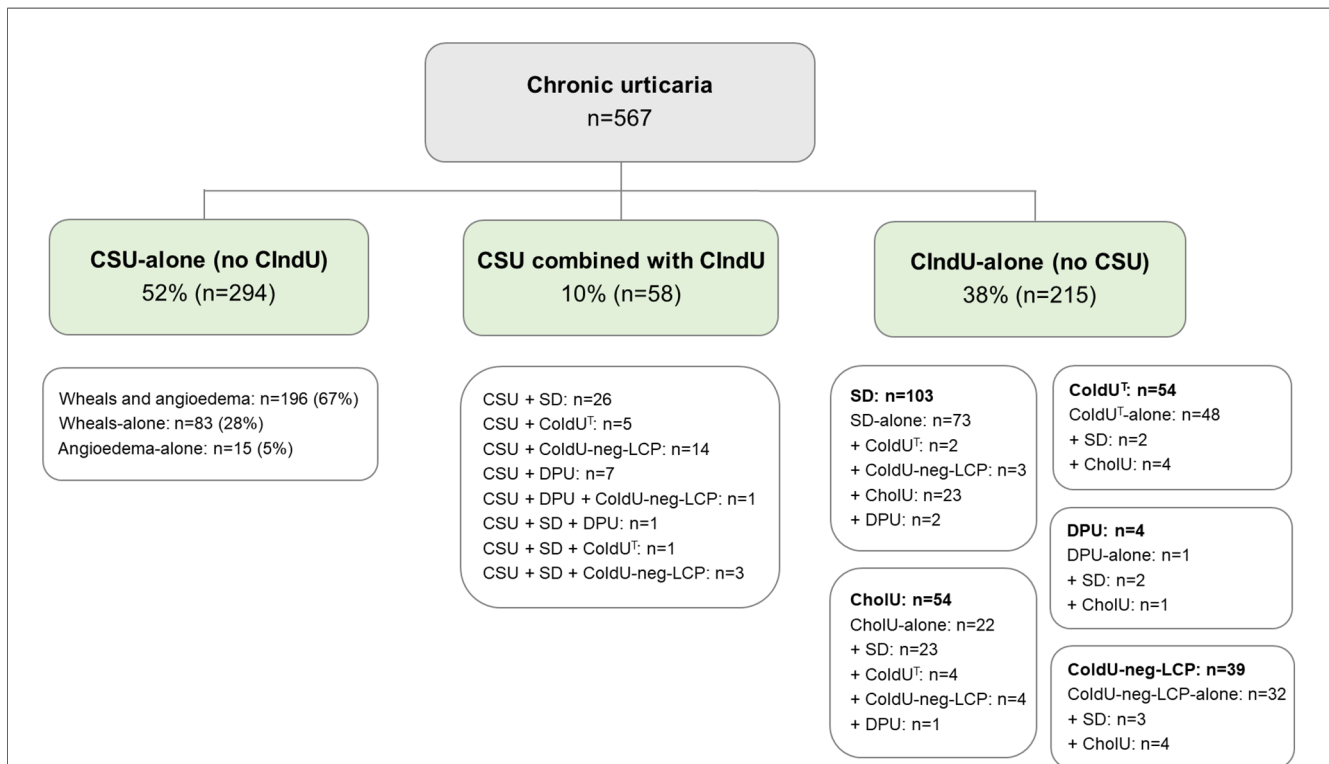 Chronic urticaria
n=567
CSU-alone (no CIndU)
52% (n=294)
CSU combined with CIndU
10% (n=58)
CIndU-alone (no CSU)
38% (n=215)
Wheals and angioedema: n=196 (67%)
Wheals-alone: n=83 (28%)
Angioedema-alone: n=15 (5%)
CSU + SD: n=26
CSU + ColdUᵀ: n=5
CSU + ColdU-neg-LCP: n=14
CSU + DPU: n=7
CSU + DPU + ColdU-neg-LCP: n=1
CSU + SD + DPU: n=1
CSU + SD + ColdUᵀ: n=1
CSU + SD + ColdU-neg-LCP: n=3
SD: n=103
SD-alone: n=73
+ ColdUᵀ: n=2
+ ColdU-neg-LCP: n=3
+ CholU: n=23
+ DPU: n=2
CholU: n=54
CholU-alone: n=22
+ SD: n=23
+ ColdUᵀ: n=4
+ ColdU-neg-LCP: n=4
+ DPU: n=1
ColdUᵀ: n=54
ColdUᵀ-alone: n=48
+ SD: n=2
+ CholU: n=4
DPU: n=4
DPU-alone: n=1
+ SD: n=2
+ CholU: n=1
ColdU-neg-LCP: n=39
ColdU-neg-LCP-alone: n=32
+ SD: n=3
+ CholU: n=4